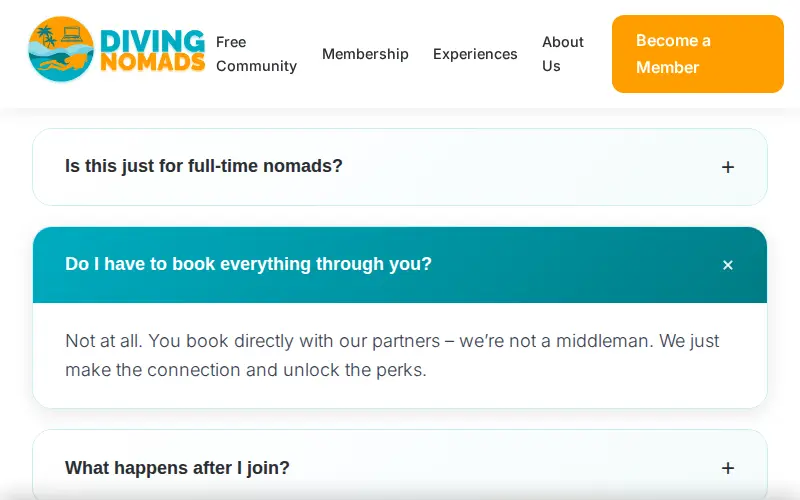 DIVING
NOMADS
Free
Community
Membership
Experiences
About
Us
Become a
Member
Is this just for full-time nomads?
+
Do I have to book everything through you?
×
Not at all. You book directly with our partners – we’re not a middleman. We just
make the connection and unlock the perks.
What happens after I join?
+